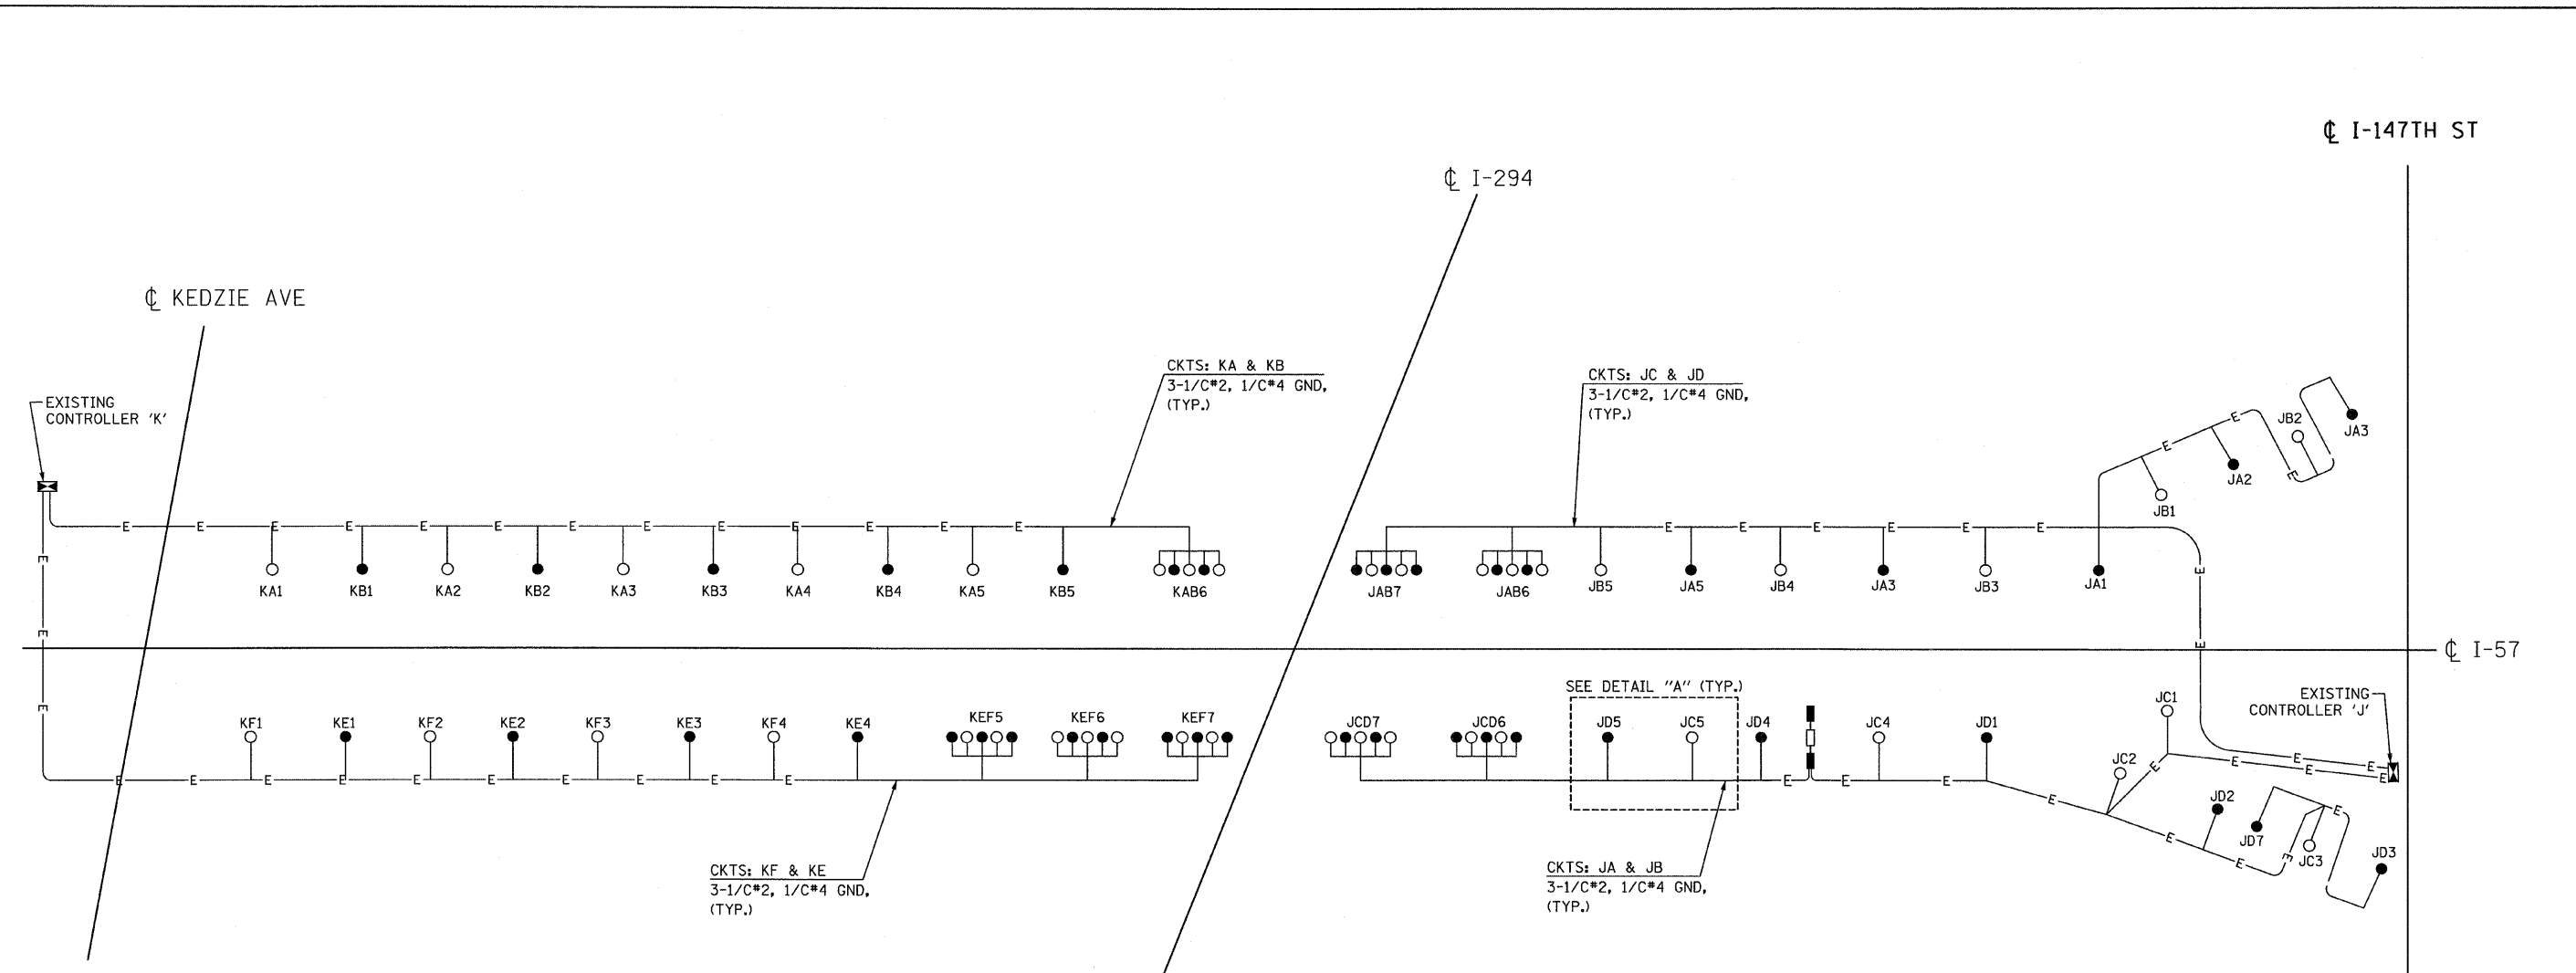 ℄ I-147TH ST
℄ I-294
℄ KEDZIE AVE
CKTS: KA & KB
3-1/C#2, 1/C#4 GND,
(TYP.)
CKTS: JC & JD
3-1/C#2, 1/C#4 GND,
(TYP.)
EXISTING
CONTROLLER 'K'
JB2
JA3
JA2
JB1
E E E E E E E E E E E E E
E E E E E E
KA1 KB1 KA2 KB2 KA3 KB3 KA4 KB4 KA5 KB5 KAB6
JAB7 JAB6 JB5 JA5 JB4 JA3 JB3 JA1
℄ I-57
SEE DETAIL "A" (TYP.)
EXISTING
CONTROLLER 'J'
KF1 KE1 KF2 KE2 KF3 KE3 KF4 KE4 KEF5 KEF6 KEF7
JCD7 JCD6 JD5 JC5 JD4 JC4 JD1
JC1
JC2
JD2
JD7
JC3
JD3
E E E E E E E E E E
E E E E E
CKTS: KF & KE
3-1/C#2, 1/C#4 GND,
(TYP.)
CKTS: JA & JB
3-1/C#2, 1/C#4 GND,
(TYP.)